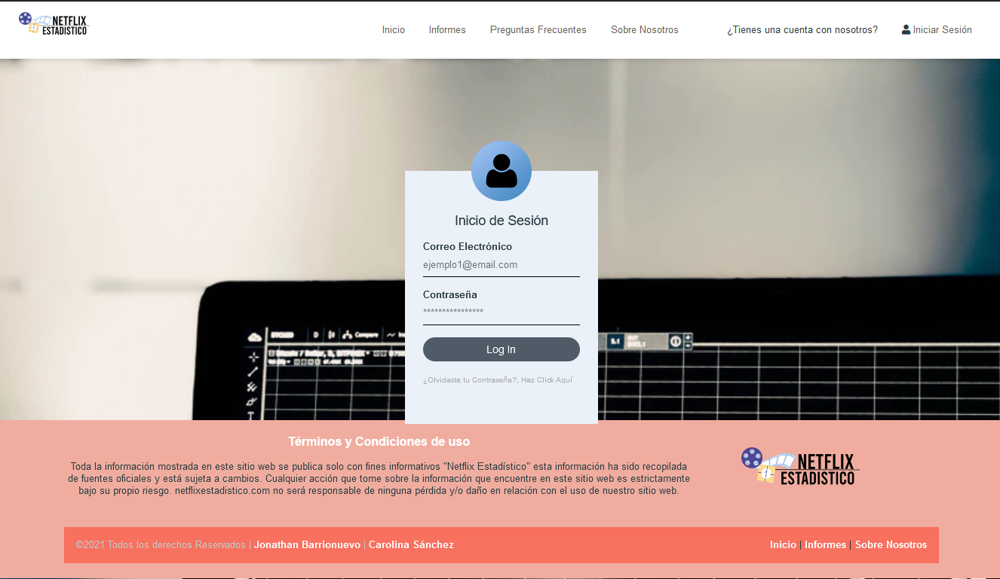 NETFLIX
ESTADISTICO
Inicio
Informes
Preguntas Frecuentes
Sobre Nosotros
¿Tienes una cuenta con nosotros?
Iniciar Sesión
Inicio de Sesión
Correo Electrónico
ejemplo1@email.com
Contraseña
****************
Log In
¿Olvidaste tu Contraseña?, Haz Click Aquí
Compare
Términos y Condiciones de uso
Toda la información mostrada en este sitio web se publica solo con fines informativos "Netflix Estadístico" esta información ha sido recopilada
de fuentes oficiales y está sujeta a cambios. Cualquier acción que tome sobre la información que encuentre en este sitio web es estrictamente
bajo su propio riesgo. netflixestadistico.com no será responsable de ninguna pérdida y/o daño en relación con el uso de nuestro sitio web.
NETFLIX
ESTADISTICO
©2021 Todos los derechos Reservados | Jonathan Barrionuevo | Carolina Sánchez
Inicio | Informes | Sobre Nosotros